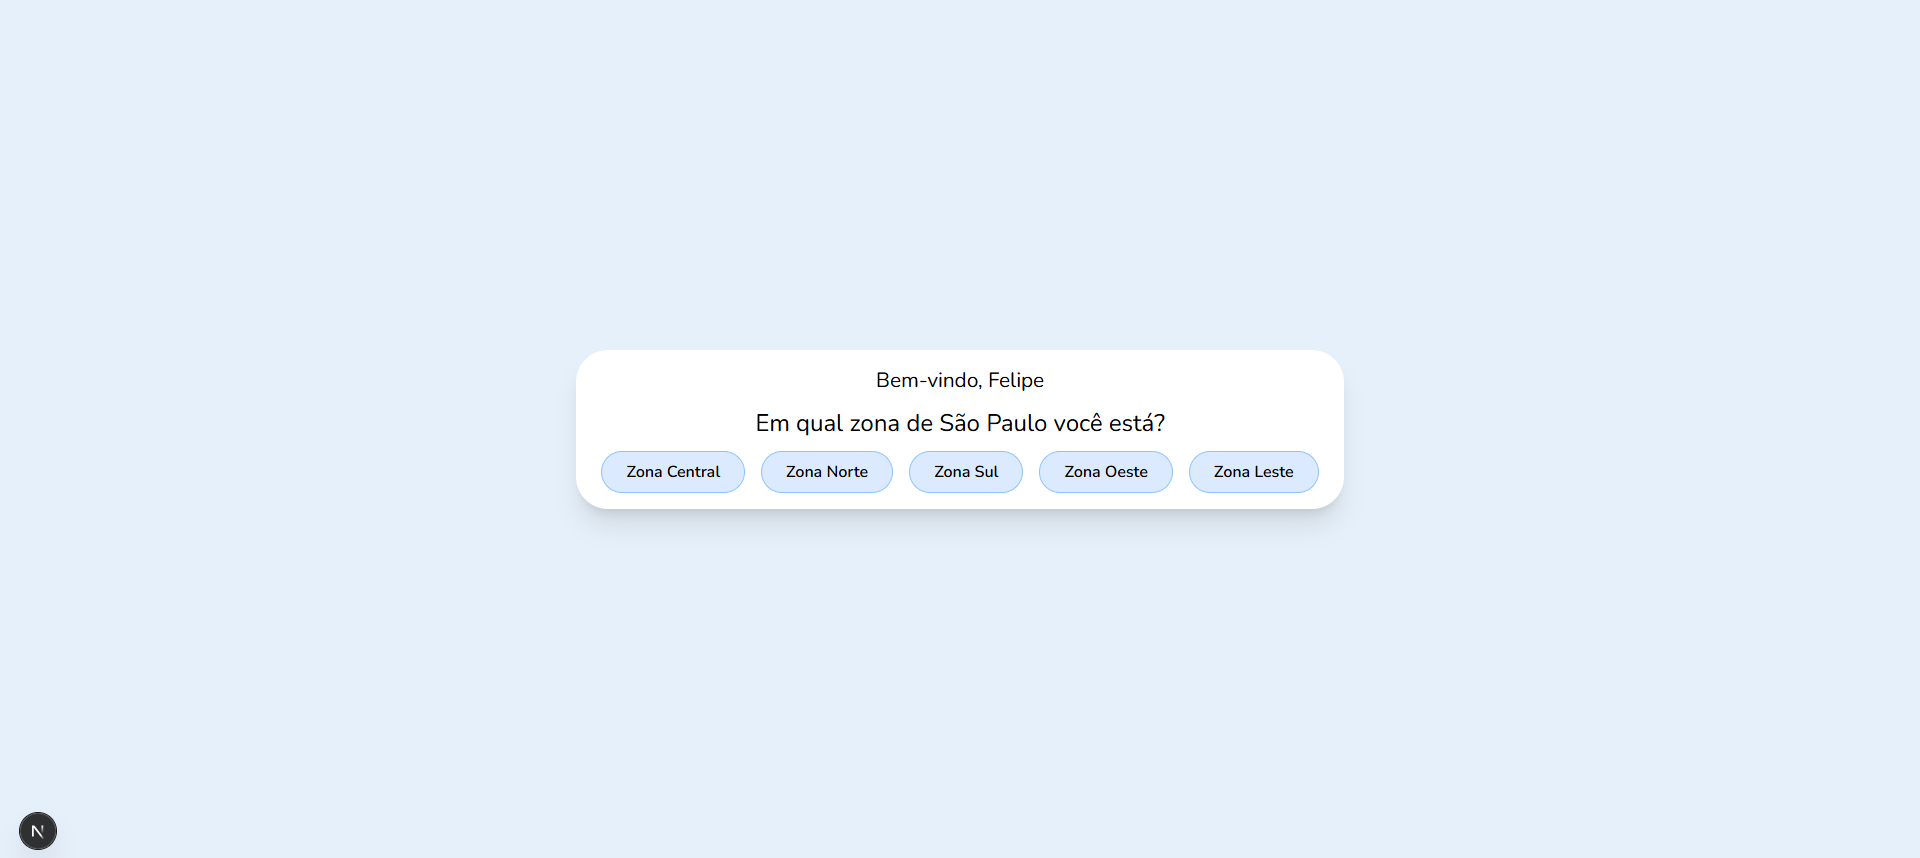 Bem-vindo, Felipe
Em qual zona de São Paulo você está?
Zona Central Zona Norte Zona Sul Zona Oeste Zona Leste
N